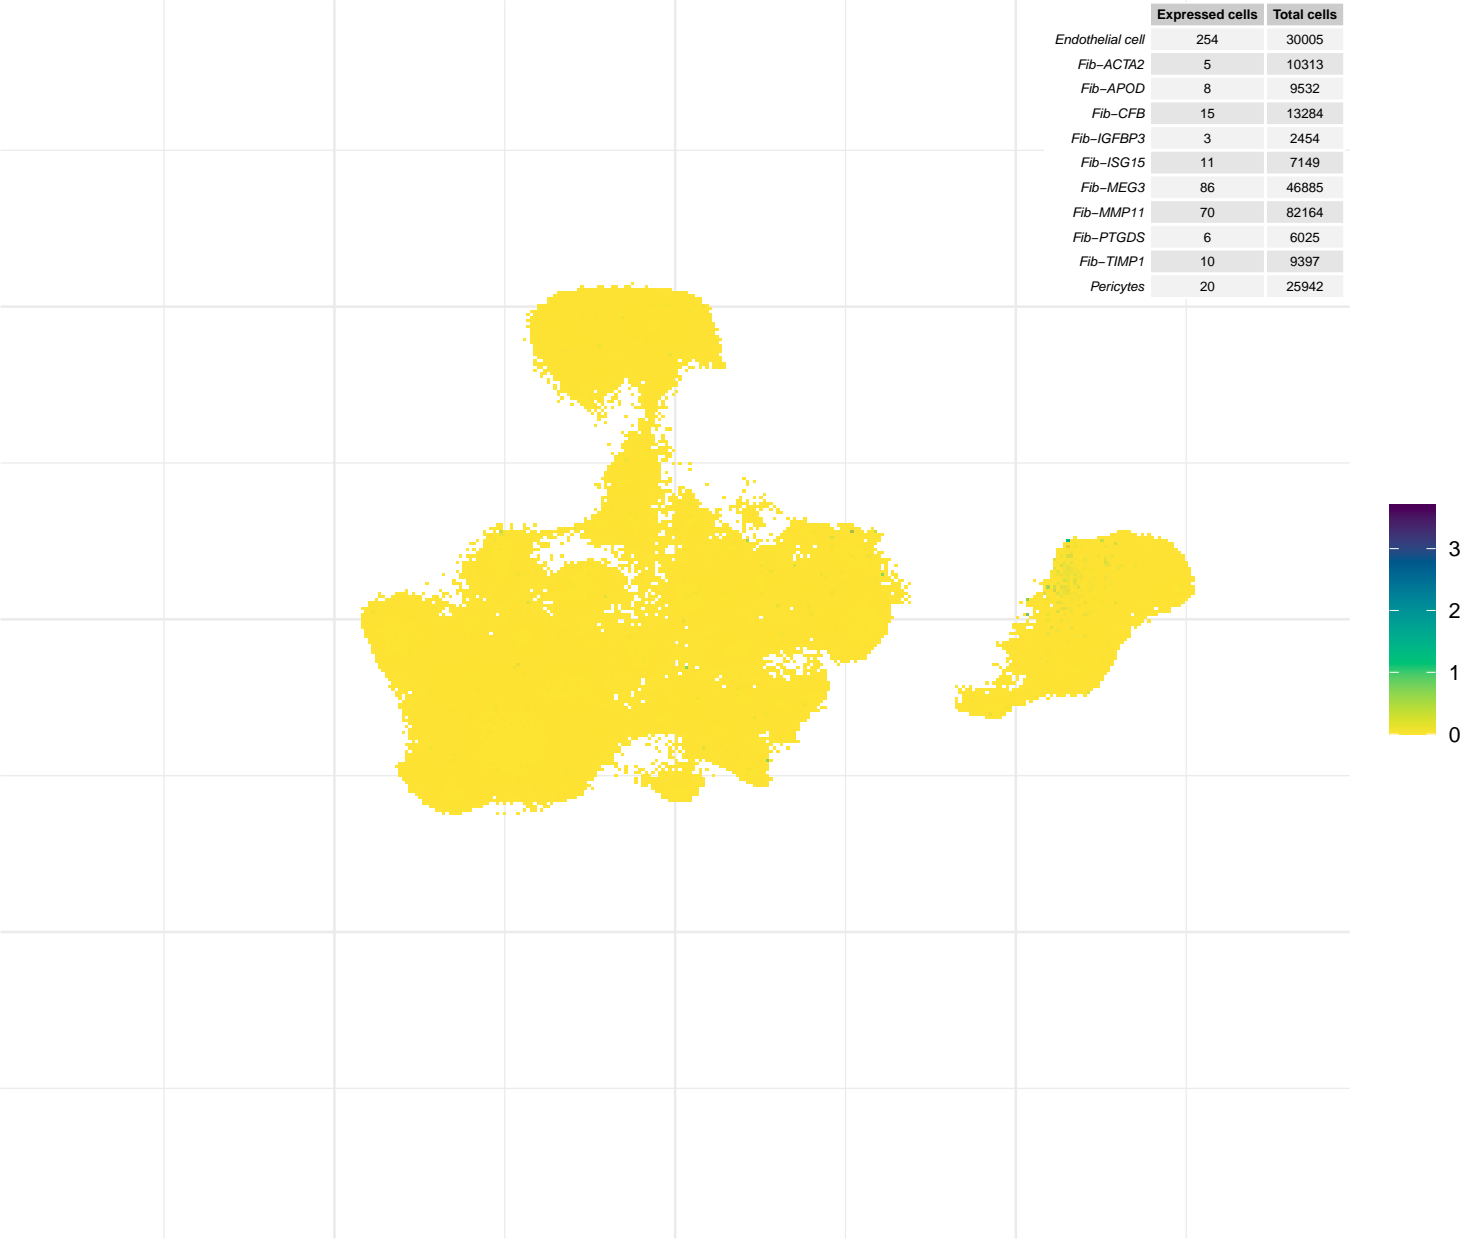 Expressed cells Total cells
Endothelial cell 254 30005
Fib−ACTA2 5 10313
Fib−APOD 8 9532
Fib−CFB 15 13284
Fib−IGFBP3 3 2454
Fib−ISG15 11 7149
Fib−MEG3 86 46885
Fib−MMP11 70 82164
Fib−PTGDS 6 6025
Fib−TIMP1 10 9397
Pericytes 20 25942
3
2
1
0